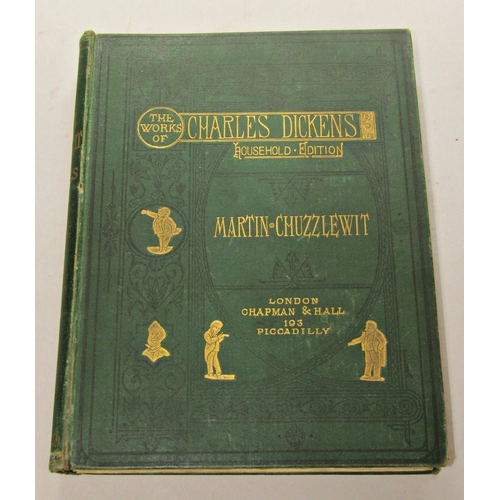 THE
WORKS
OF
CHARLES DICKENS
HOUSEHOLD · EDITION
MARTIN CHUZZLEWIT
LONDON
CHAPMAN & HALL
193
PICCADILLY